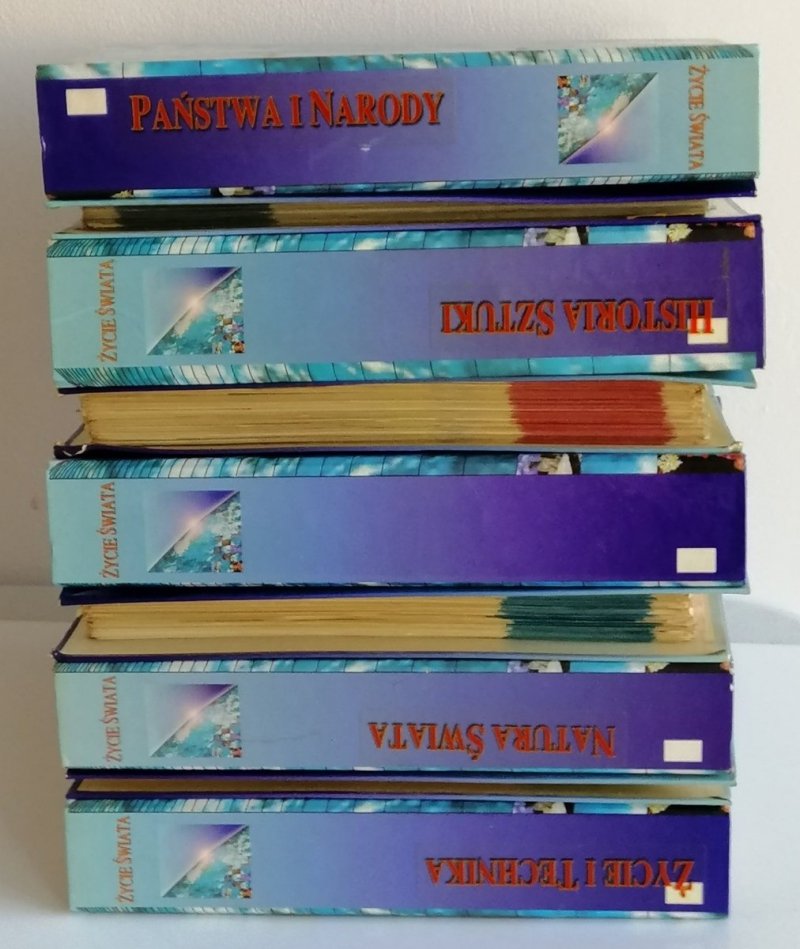 PAŃSTWA I NARODY
ŻYCIE ŚWIATA
ŻYCIE ŚWIATA
HISTORIA SZTUKI
ŻYCIE ŚWIATA
ŻYCIE ŚWIATA
NATURA ŚWIATA
ŻYCIE ŚWIATA
ŻYCIE I TECHNIKA